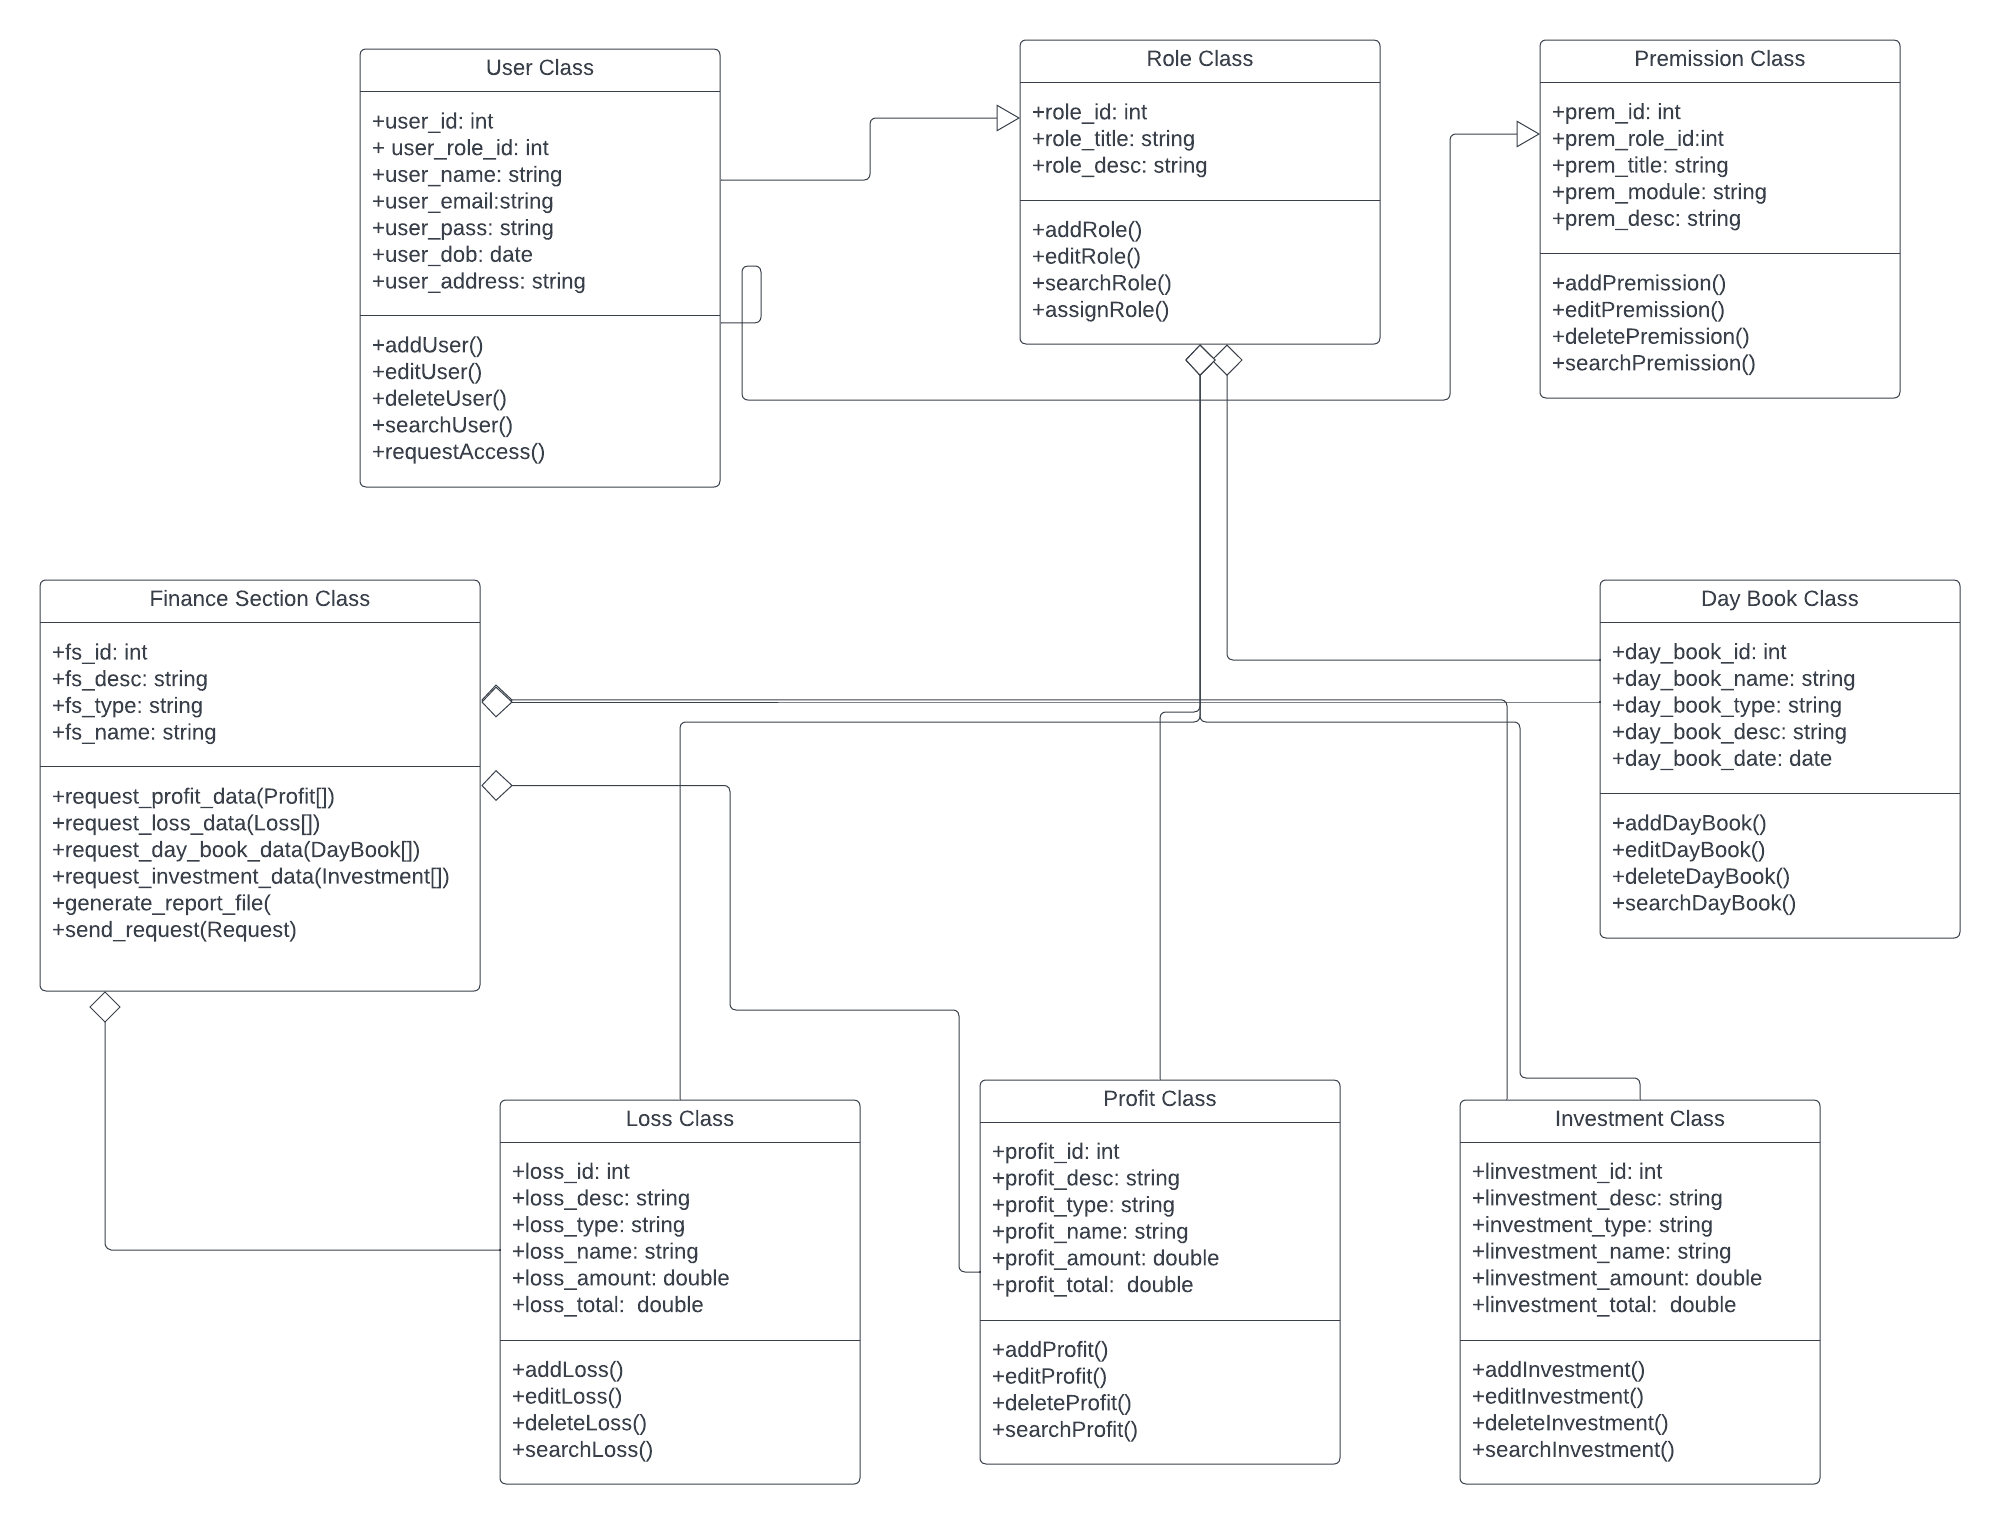 User Class
+user_id: int
+ user_role_id: int
+user_name: string
+user_email:string
+user_pass: string
+user_dob: date
+user_address: string
+addUser()
+editUser()
+deleteUser()
+searchUser()
+requestAccess()
Role Class
+role_id: int
+role_title: string
+role_desc: string
+addRole()
+editRole()
+searchRole()
+assignRole()
Premission Class
+prem_id: int
+prem_role_id:int
+prem_title: string
+prem_module: string
+prem_desc: string
+addPremission()
+editPremission()
+deletePremission()
+searchPremission()
Finance Section Class
+fs_id: int
+fs_desc: string
+fs_type: string
+fs_name: string
+request_profit_data(Profit[])
+request_loss_data(Loss[])
+request_day_book_data(DayBook[])
+request_investment_data(Investment[])
+generate_report_file(
+send_request(Request)
Day Book Class
+day_book_id: int
+day_book_name: string
+day_book_type: string
+day_book_desc: string
+day_book_date: date
+addDayBook()
+editDayBook()
+deleteDayBook()
+searchDayBook()
Loss Class
+loss_id: int
+loss_desc: string
+loss_type: string
+loss_name: string
+loss_amount: double
+loss_total:  double
+addLoss()
+editLoss()
+deleteLoss()
+searchLoss()
Profit Class
+profit_id: int
+profit_desc: string
+profit_type: string
+profit_name: string
+profit_amount: double
+profit_total:  double
+addProfit()
+editProfit()
+deleteProfit()
+searchProfit()
Investment Class
+linvestment_id: int
+linvestment_desc: string
+investment_type: string
+linvestment_name: string
+linvestment_amount: double
+linvestment_total:  double
+addInvestment()
+editInvestment()
+deleteInvestment()
+searchInvestment()